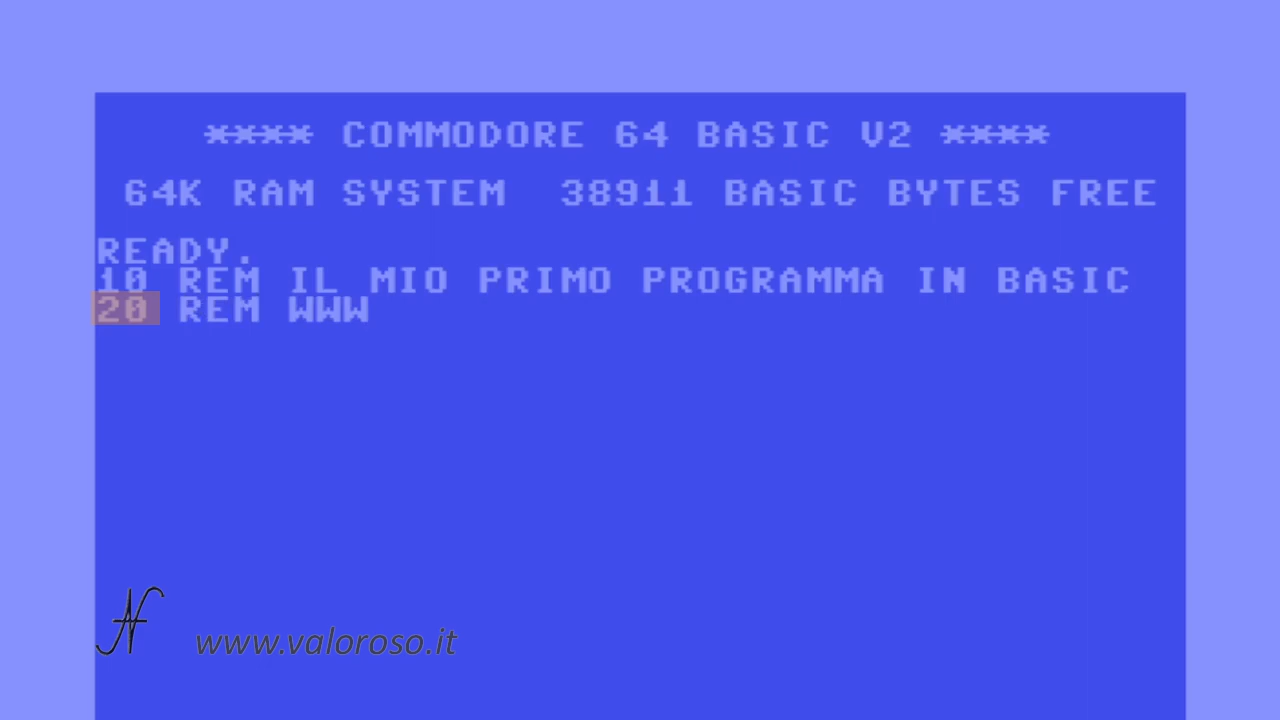 **** COMMODORE 64 BASIC V2 ****
64K RAM SYSTEM  38911 BASIC BYTES FREE
READY.
10 REM IL MIO PRIMO PROGRAMMA IN BASIC
20 REM WWW
www.valoroso.it